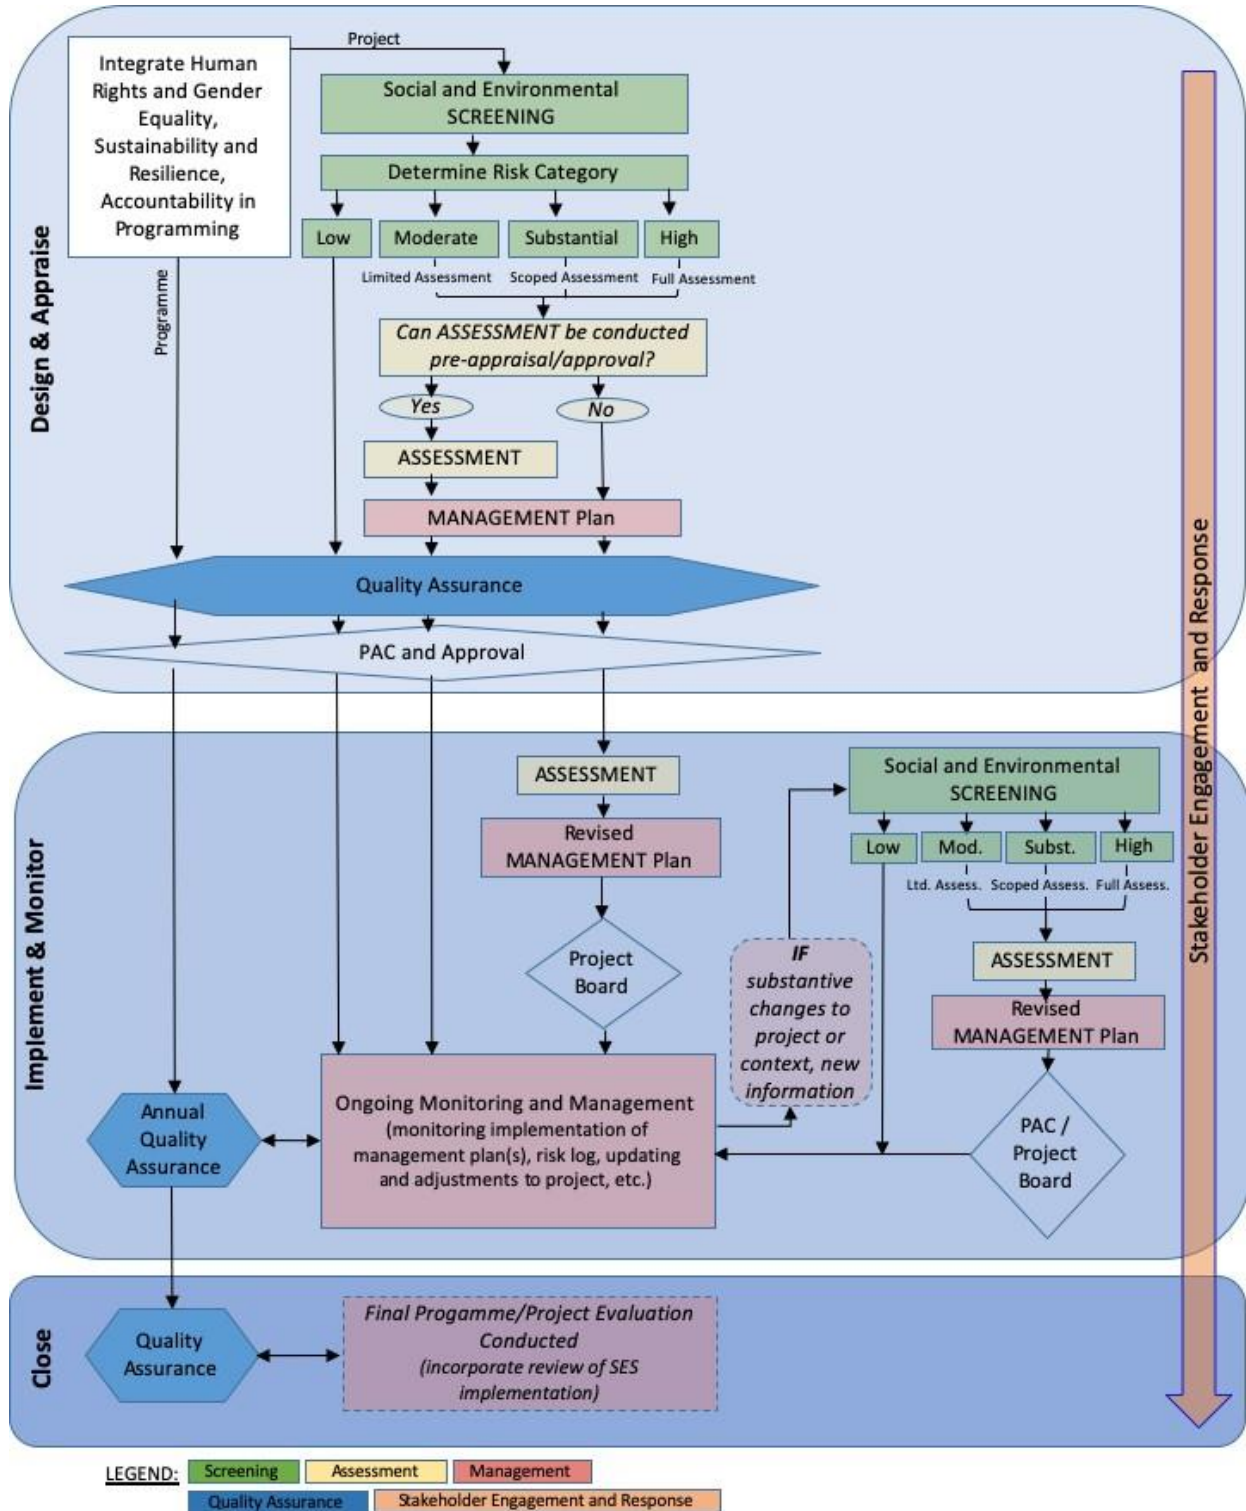 Project
Integrate Human
Rights and Gender
Equality,
Sustainability and
Resilience,
Accountability in
Programming
Social and Environmental
SCREENING
Determine Risk Category
Low
Moderate
Substantial
High
Limited Assessment
Scoped Assessment
Full Assessment
Programme
Can ASSESSMENT be conducted
pre-appraisal/approval?
Yes
No
ASSESSMENT
MANAGEMENT Plan
Quality Assurance
PAC and Approval
Design & Appraise
Stakeholder Engagement and Response
ASSESSMENT
Revised
MANAGEMENT Plan
Project
Board
Social and Environmental
SCREENING
Low
Mod.
Subst.
High
Ltd. Assess.
Scoped Assess.
Full Assess.
ASSESSMENT
Revised
MANAGEMENT Plan
PAC /
Project
Board
IF
substantive
changes to
project or
context, new
information
Implement & Monitor
Annual
Quality
Assurance
Ongoing Monitoring and Management
(monitoring implementation of
management plan(s), risk log, updating
and adjustments to project, etc.)
Close
Quality
Assurance
Final Progamme/Project Evaluation
Conducted
(incorporate review of SES
implementation)
LEGEND:
Screening
Assessment
Management
Quality Assurance
Stakeholder Engagement and Response